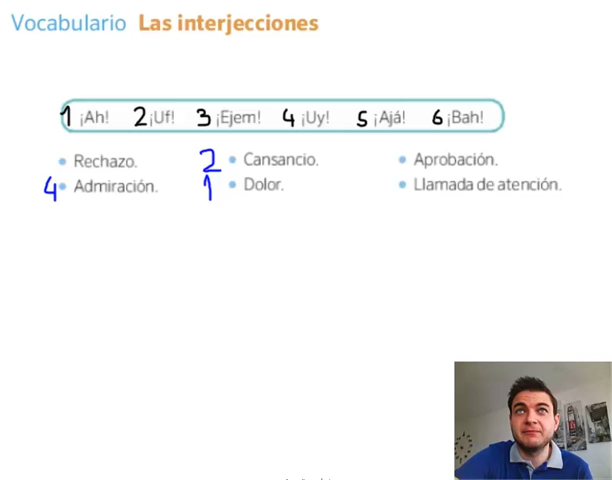 Vocabulario Las interjecciones
1 ¡Ah! 2 ¡Uf! 3 ¡Ejem! 4 ¡Uy! 5 ¡Ajá! 6 ¡Bah!
• Rechazo. 2 • Cansancio. • Aprobación.
4 • Admiración. 1 • Dolor. • Llamada de atención.